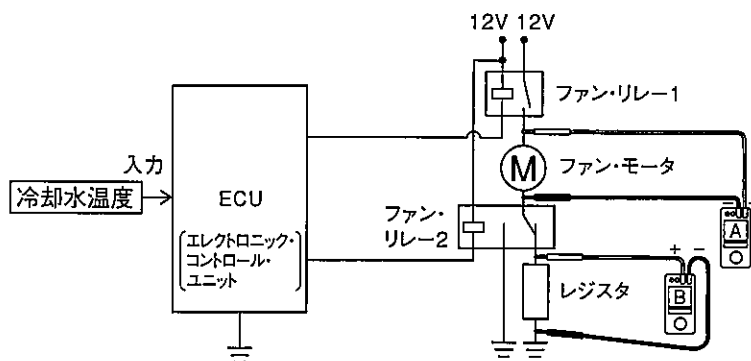 12V 12V
ファン・リレー1
入力
冷却水温度
ECU
エレクトロニック・
コントロール・
ユニット
M
ファン・モータ
ファン・
リレー2
− −
A
+ −
レジスタ
B